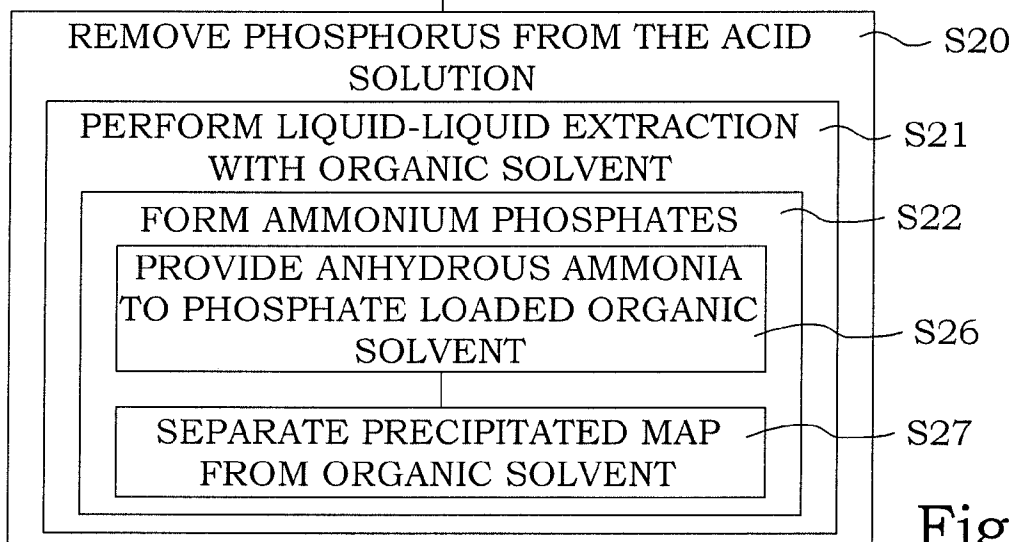 REMOVE PHOSPHORUS FROM THE ACID
SOLUTION
S20
PERFORM LIQUID-LIQUID EXTRACTION
WITH ORGANIC SOLVENT
S21
FORM AMMONIUM PHOSPHATES
S22
PROVIDE ANHYDROUS AMMONIA
TO PHOSPHATE LOADED ORGANIC
SOLVENT
S26
SEPARATE PRECIPITATED MAP
FROM ORGANIC SOLVENT
S27
Fig